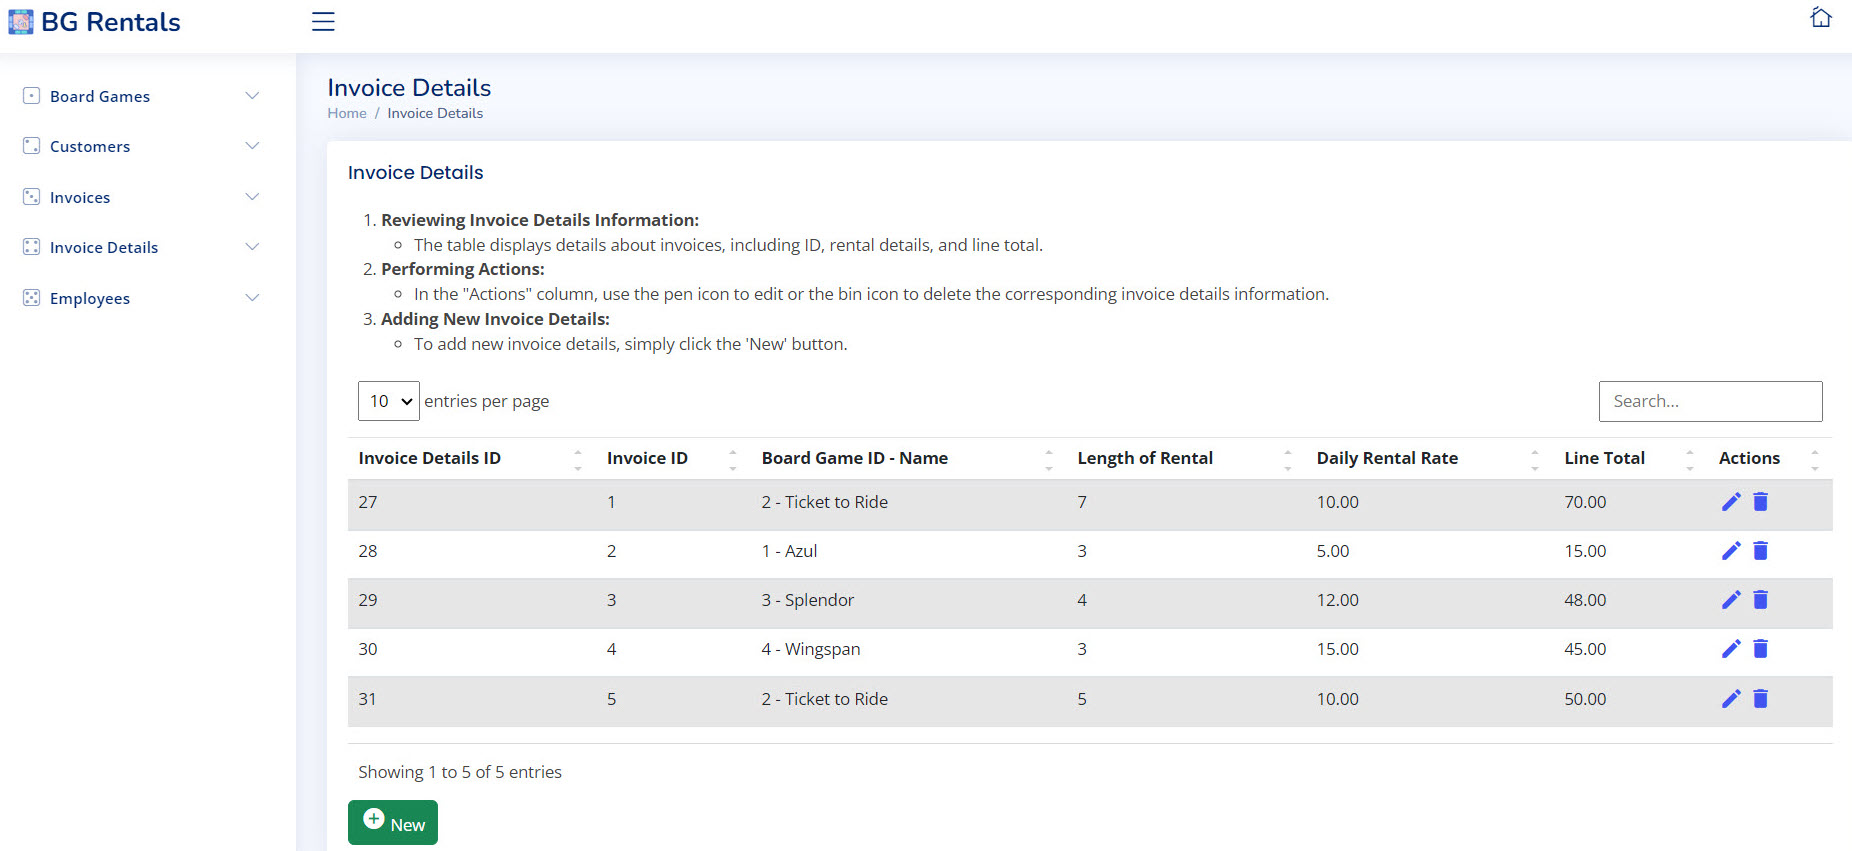 BG Rentals
Board Games
Customers
Invoices
Invoice Details
Employees
Invoice Details
Home / Invoice Details
Invoice Details
1. Reviewing Invoice Details Information:
The table displays details about invoices, including ID, rental details, and line total.
2. Performing Actions:
In the "Actions" column, use the pen icon to edit or the bin icon to delete the corresponding invoice details information.
3. Adding New Invoice Details:
To add new invoice details, simply click the 'New' button.
10 entries per page Search...
Invoice Details ID Invoice ID Board Game ID - Name Length of Rental Daily Rental Rate Line Total Actions
27 1 2 - Ticket to Ride 7 10.00 70.00
28 2 1 - Azul 3 5.00 15.00
29 3 3 - Splendor 4 12.00 48.00
30 4 4 - Wingspan 3 15.00 45.00
31 5 2 - Ticket to Ride 5 10.00 50.00
Showing 1 to 5 of 5 entries
New